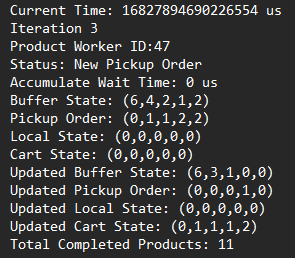 Current Time: 16827894690226554 us
Iteration 3
Product Worker ID:47
Status: New Pickup Order
Accumulate Wait Time: 0 us
Buffer State: (6,4,2,1,2)
Pickup Order: (0,1,1,2,2)
Local State: (0,0,0,0,0)
Cart State: (0,0,0,0,0)
Updated Buffer State: (6,3,1,0,0)
Updated Pickup Order: (0,0,0,1,0)
Updated Local State: (0,0,0,0,0)
Updated Cart State: (0,1,1,1,2)
Total Completed Products: 11